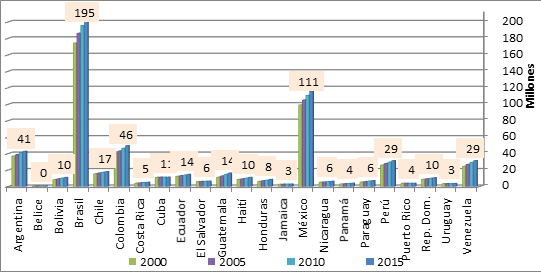 195
200
180
160
140
120
100
80
60
40
20
0
Millones
111
41
0
10
17
46
5
11
14
6
14
10
8
3
6
4
6
29
4
10
3
29
Argentina
Belice
Bolivia
Brasil
Chile
Colombia
Costa Rica
Cuba
Ecuador
El Salvador
Guatemala
Haití
Honduras
Jamaica
México
Nicaragua
Panamá
Paraguay
Perú
Puerto Rico
Rep. Dom.
Uruguay
Venezuela
2000
2005
2010
2015